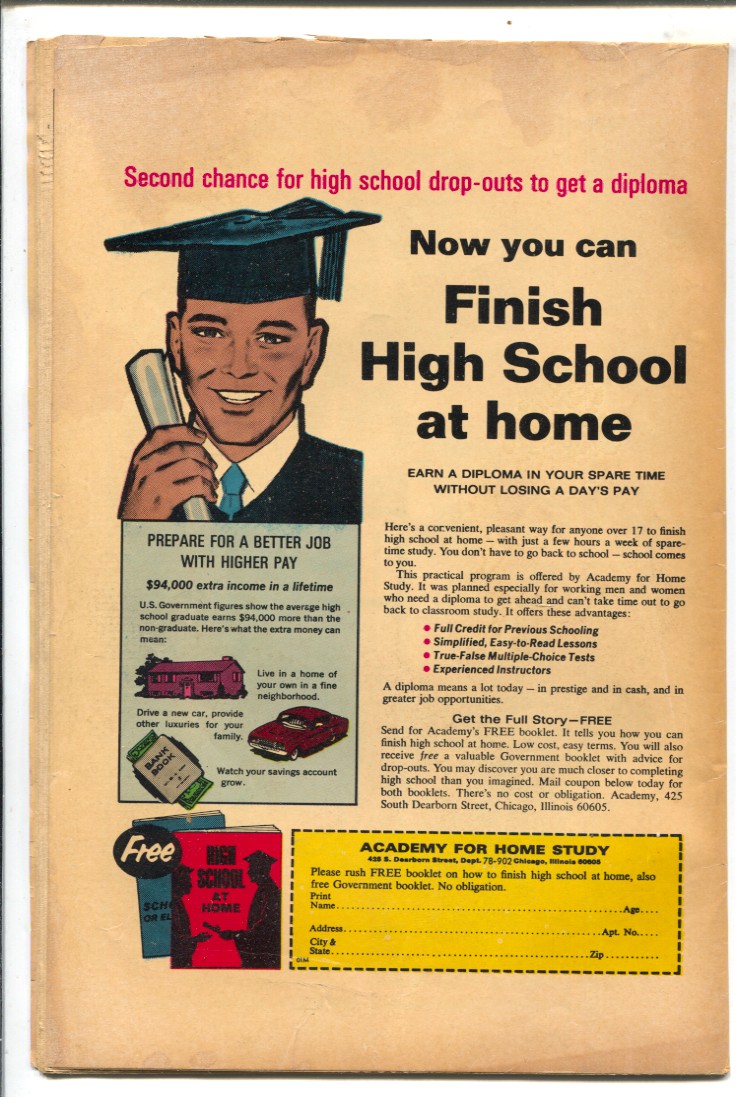 Second chance for high school drop-outs to get a diploma
Now you can
Finish
High School
at home
EARN A DIPLOMA IN YOUR SPARE TIME
WITHOUT LOSING A DAY'S PAY
Here's a convenient, pleasant way for anyone over 17 to finish
high school at home — with just a few hours a week of spare-
time study. You don't have to go back to school — school comes
to you.
This practical program is offered by Academy for Home
Study. It was planned especially for working men and women
who need a diploma to get ahead and can't take time out to go
back to classroom study. It offers these advantages:
• Full Credit for Previous Schooling
• Simplified, Easy-to-Read Lessons
• True-False Multiple-Choice Tests
• Experienced Instructors
A diploma means a lot today — in prestige and in cash, and in
greater job opportunities.
Get the Full Story—FREE
Send for Academy's FREE booklet. It tells you how you can
finish high school at home. Low cost, easy terms. You will also
receive free a valuable Government booklet with advice for
drop-outs. You may discover you are much closer to completing
high school than you imagined. Mail coupon below today for
both booklets. There's no cost or obligation. Academy, 425
South Dearborn Street, Chicago, Illinois 60605.
PREPARE FOR A BETTER JOB
WITH HIGHER PAY
$94,000 extra income in a lifetime
U.S. Government figures show the average high
school graduate earns $94,000 more than the
non-graduate. Here's what the extra money can
mean:
Live in a home of
your own in a fine
neighborhood.
Drive a new car, provide
other luxuries for your
family.
BANK
BOOK
Watch your savings account
grow.
Free
HIGH
SCHOOL
AT
HOME
OR
ACADEMY FOR HOME STUDY
425 S. Dearborn Street, Dept. 78-902 Chicago, Illinois 60605
Please rush FREE booklet on how to finish high school at home, also
free Government booklet. No obligation.
Print
Name..........Age....
Address..........Apt. No.....
City &
State..........Zip..........